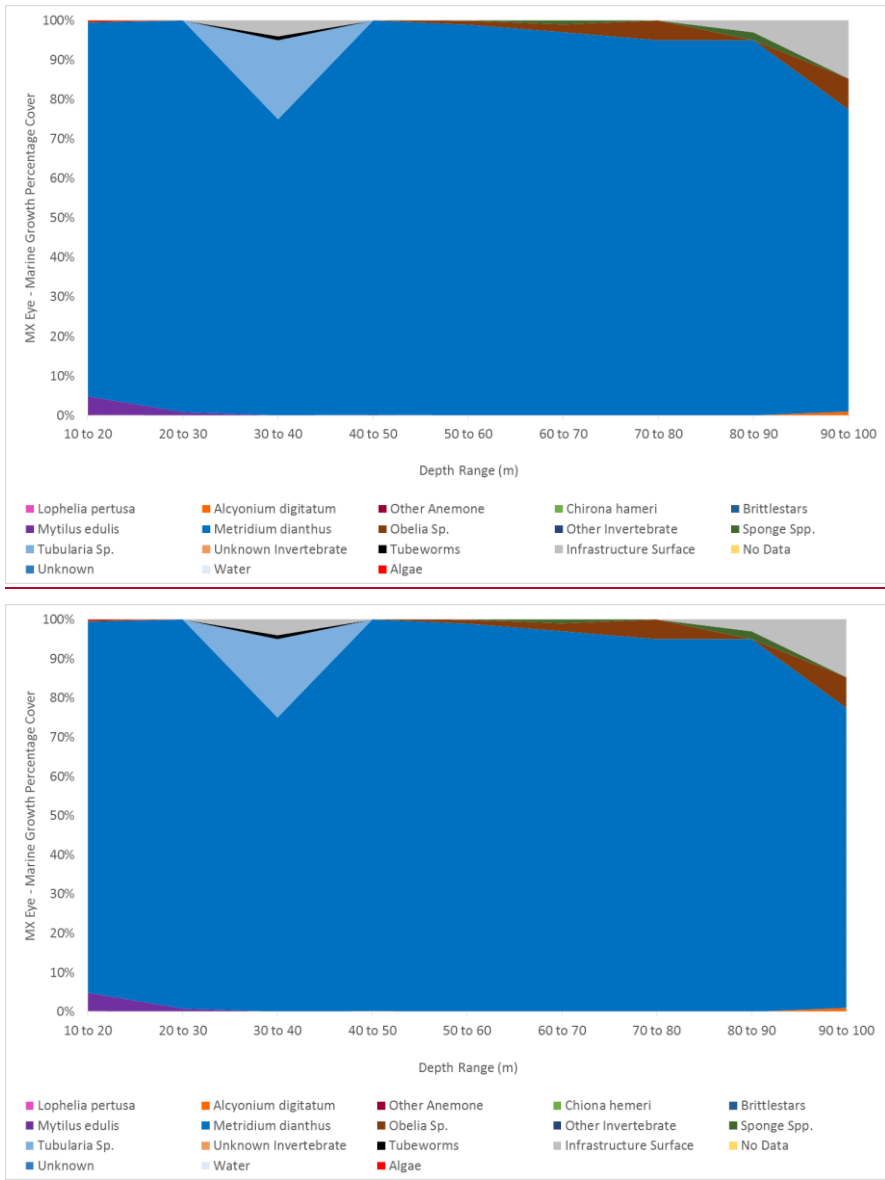 MX Eye - Marine Growth Percentage Cover
100%
90%
80%
70%
60%
50%
40%
30%
20%
10%
0%
10 to 20 20 to 30 30 to 40 40 to 50 50 to 60 60 to 70 70 to 80 80 to 90 90 to 100
Depth Range (m)
Lophelia pertusa Alcyonium digitatum Other Anemone Chirona hameri Brittlestars
Mytilus edulis Metridium dianthus Obelia Sp. Other Invertebrate Sponge Spp.
Tubularia Sp. Unknown Invertebrate Tubeworms Infrastructure Surface No Data
Unknown Water Algae
MX Eye - Marine Growth Percentage Cover
100%
90%
80%
70%
60%
50%
40%
30%
20%
10%
0%
10 to 20 20 to 30 30 to 40 40 to 50 50 to 60 60 to 70 70 to 80 80 to 90 90 to 100
Depth Range (m)
Lophelia pertusa Alcyonium digitatum Other Anemone Chiona hemeri Brittlestars
Mytilus edulis Metridium dianthus Obelia Sp. Other Invertebrate Sponge Spp.
Tubularia Sp. Unknown Invertebrate Tubeworms Infrastructure Surface No Data
Unknown Water Algae